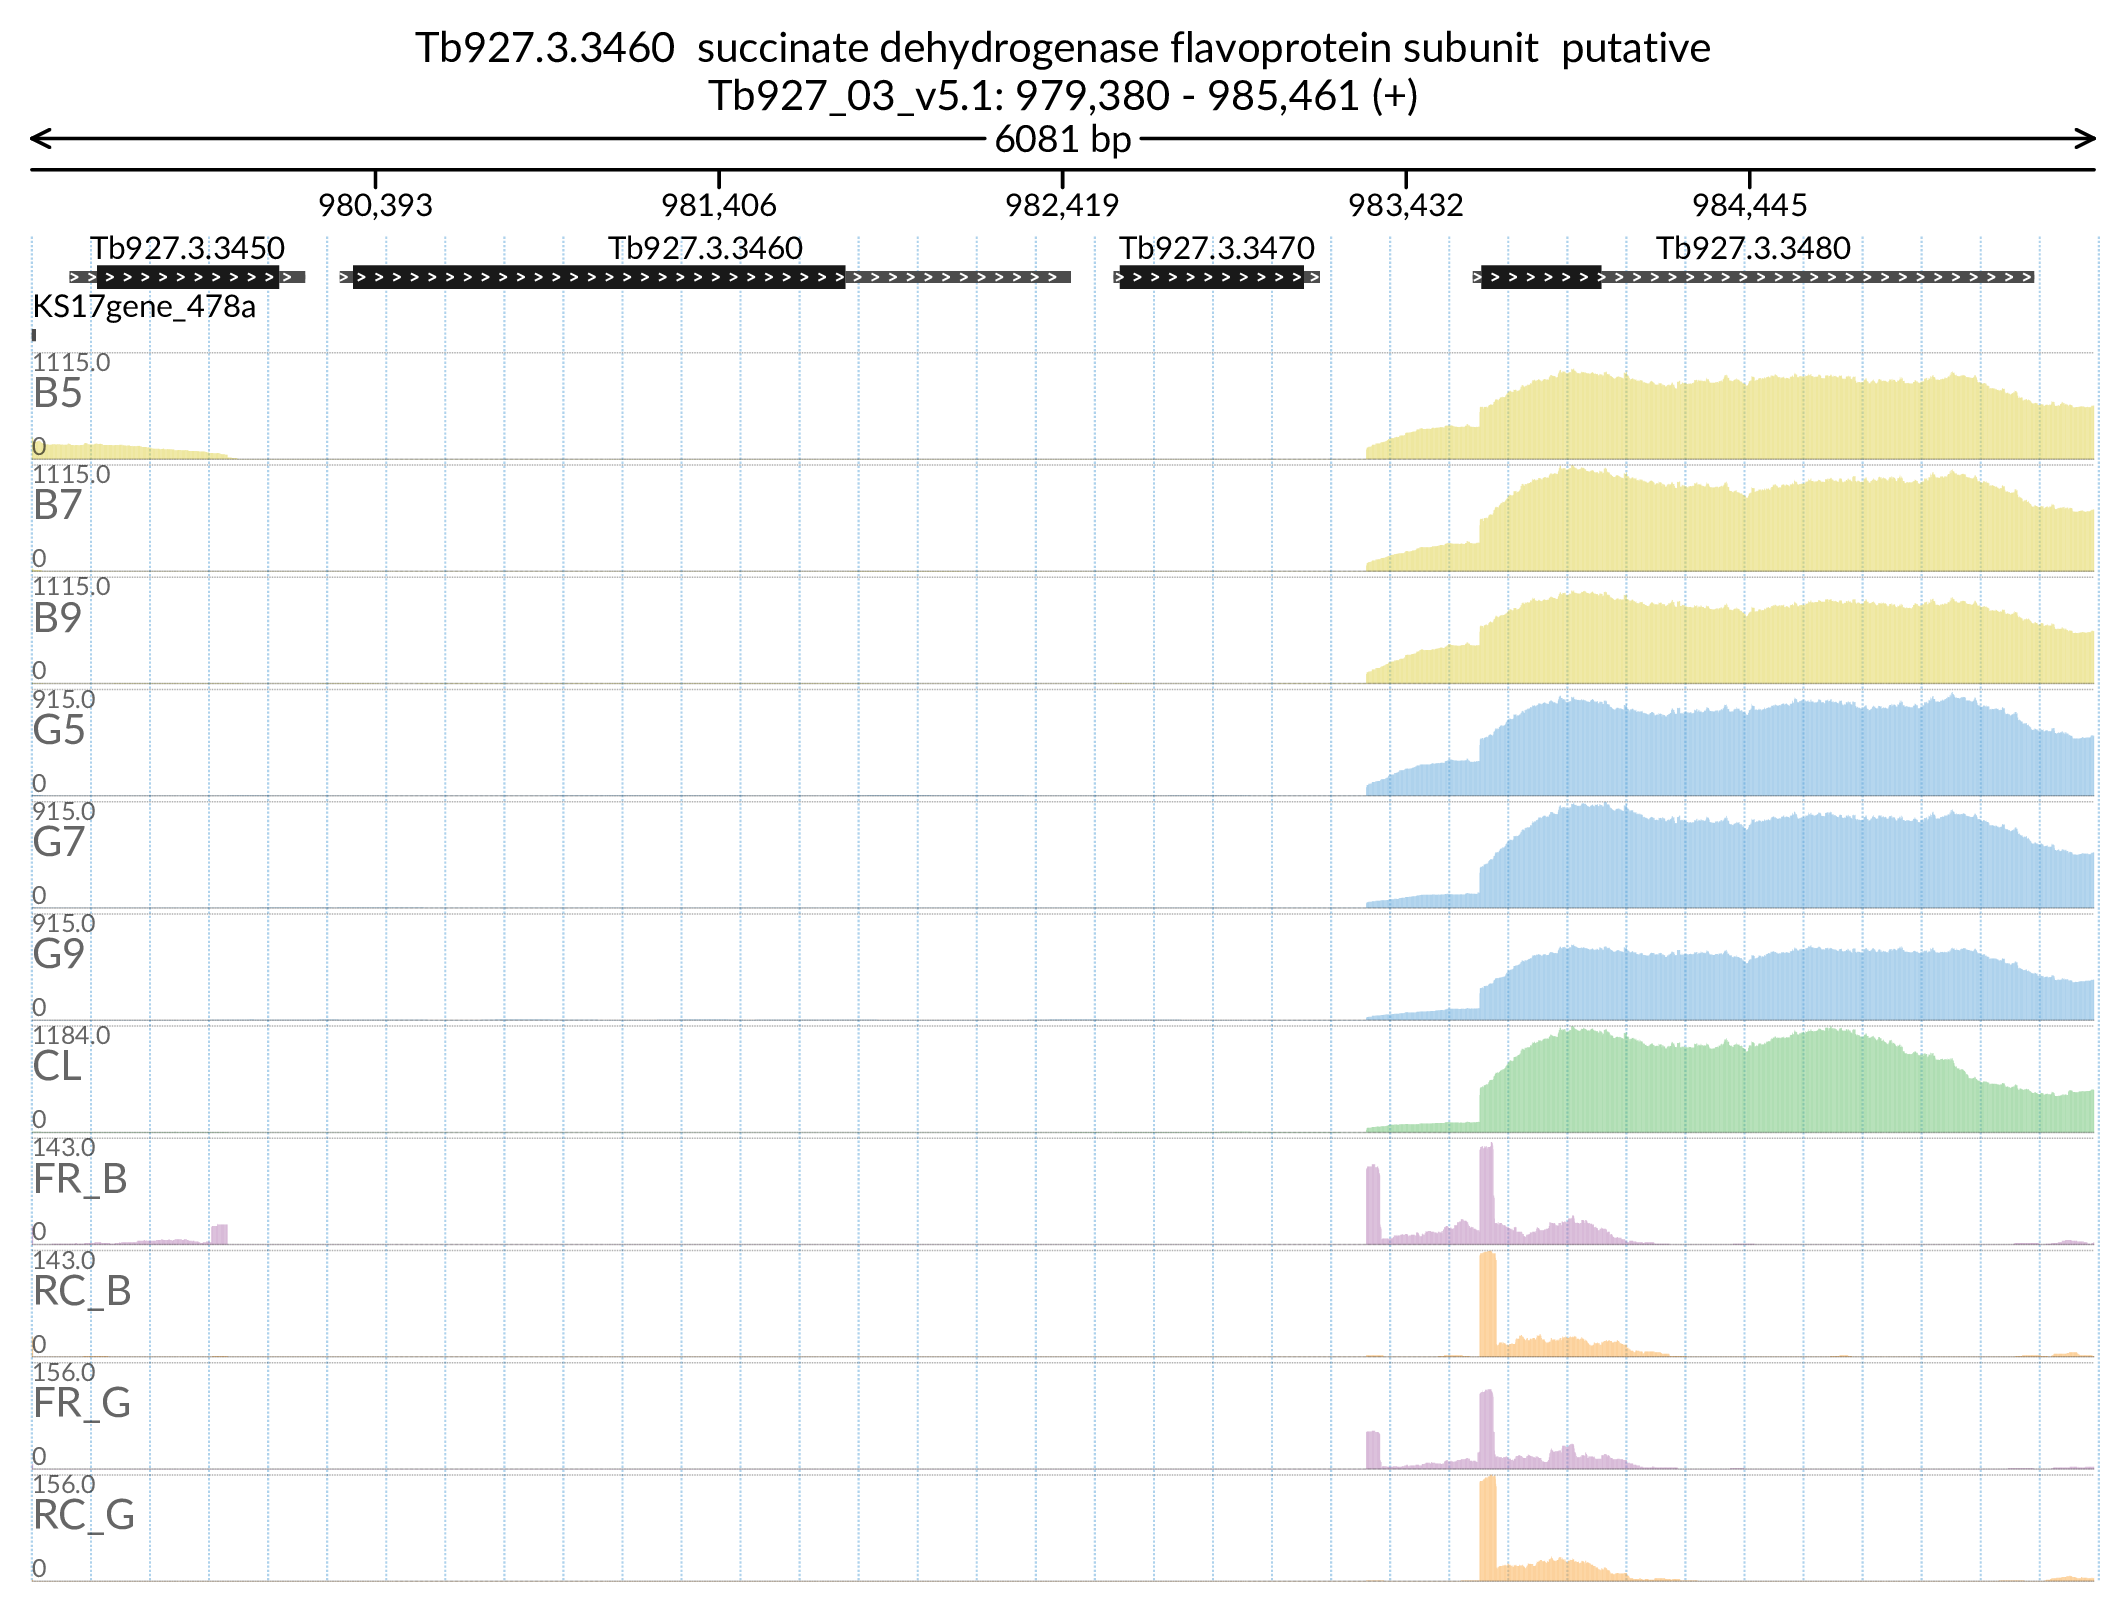 Tb927.3.3460  succinate dehydrogenase flavoprotein subunit  putative
Tb927_03_v5.1: 979,380 - 985,461 (+)
6081 bp
980,393 981,406 982,419 983,432 984,445
Tb927.3.3450 Tb927.3.3460 Tb927.3.3470 Tb927.3.3480
KS17gene_478a
1115.0
B5
0
1115.0
B7
0
1115.0
B9
0
915.0
G5
0
915.0
G7
0
915.0
G9
0
1184.0
CL
0
143.0
FR_B
0
143.0
RC_B
0
156.0
FR_G
0
156.0
RC_G
0